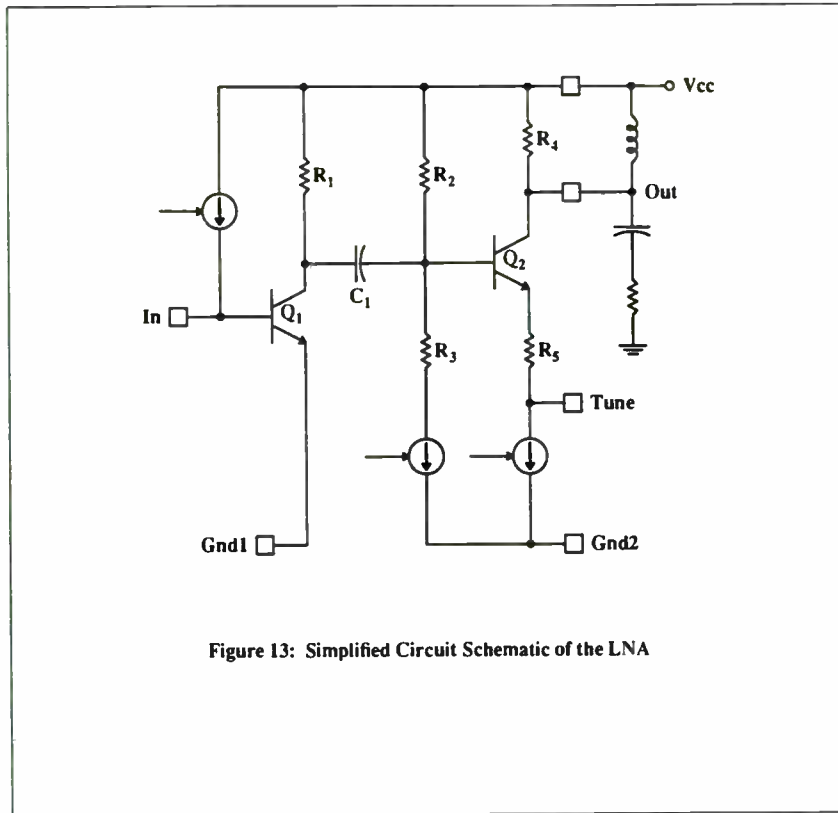 Vcc
R4
R1
R2
Out
Q2
C1
In
Q1
R3
R5
Tune
Gnd1
Gnd2
Figure 13: Simplified Circuit Schematic of the LNA